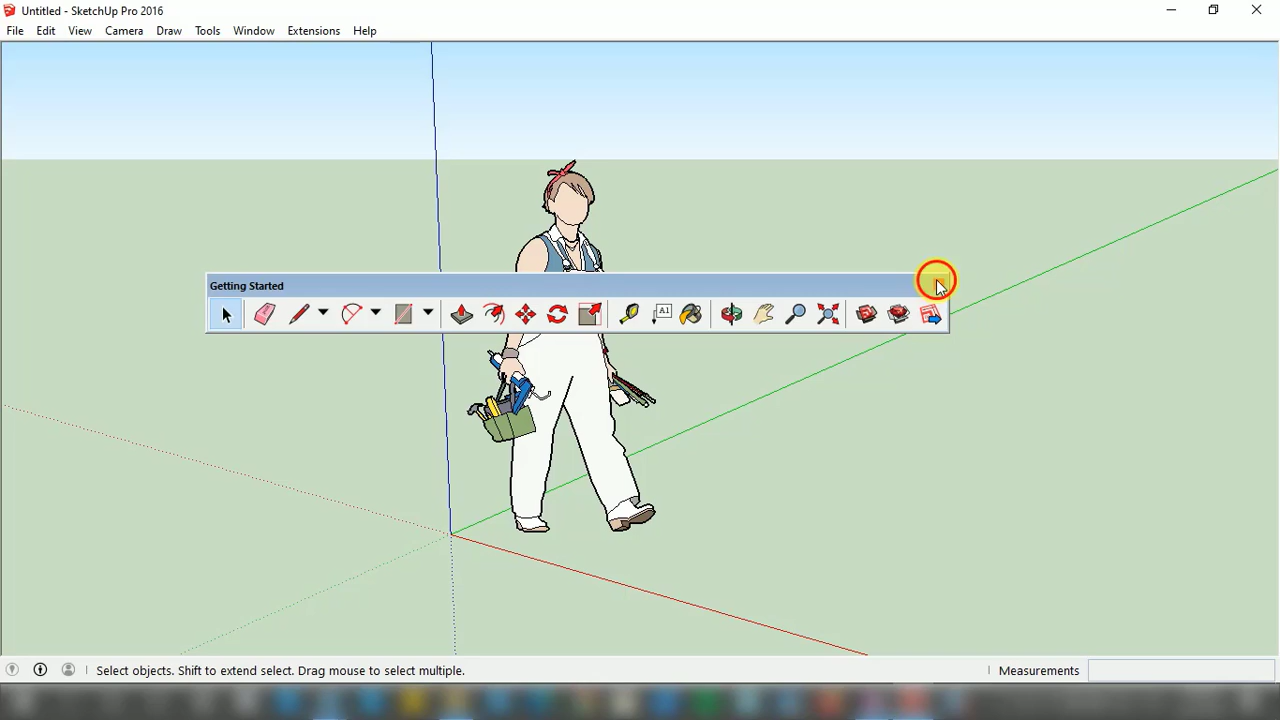 Untitled - SketchUp Pro 2016
File Edit View Camera Draw Tools Window Extensions Help
Getting Started
A1
Select objects. Shift to extend select. Drag mouse to select multiple.
Measurements